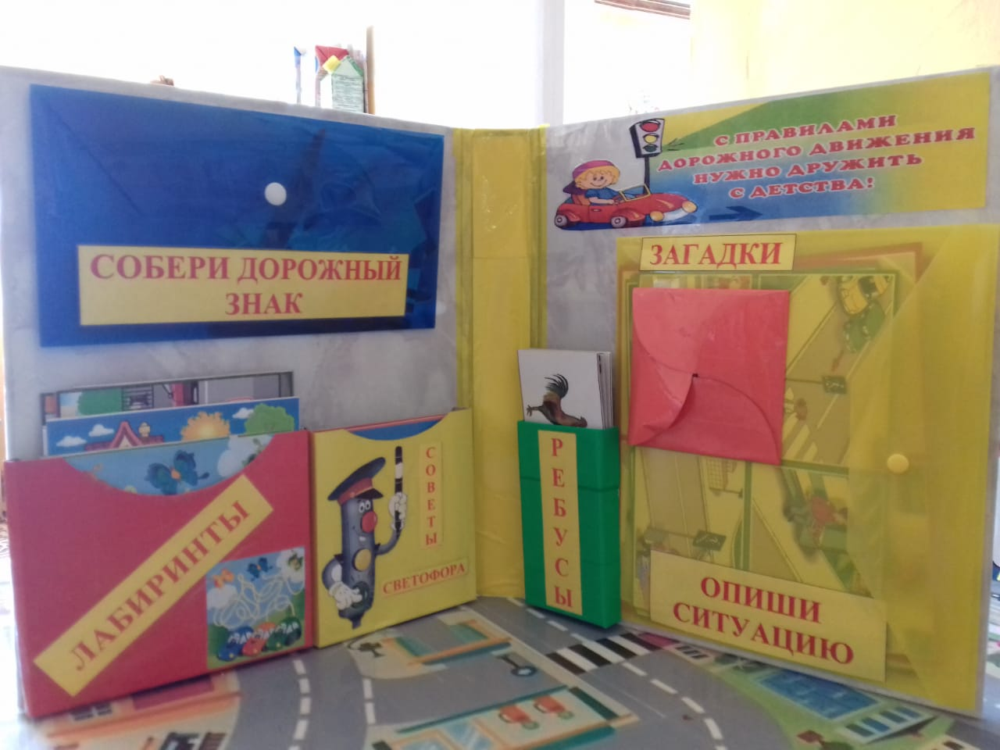 СОБЕРИ ДОРОЖНЫЙ
ЗНАК
ЛАБИРИНТЫ
СОВЕТЫ
СВЕТОФОРА
С ПРАВИЛАМИ
ДОРОЖНОГО ДВИЖЕНИЯ
НУЖНО ДРУЖИТЬ
С ДЕТСТВА!
ЗАГАДКИ
РЕБУСЫ
ОПИШИ
СИТУАЦИЮ